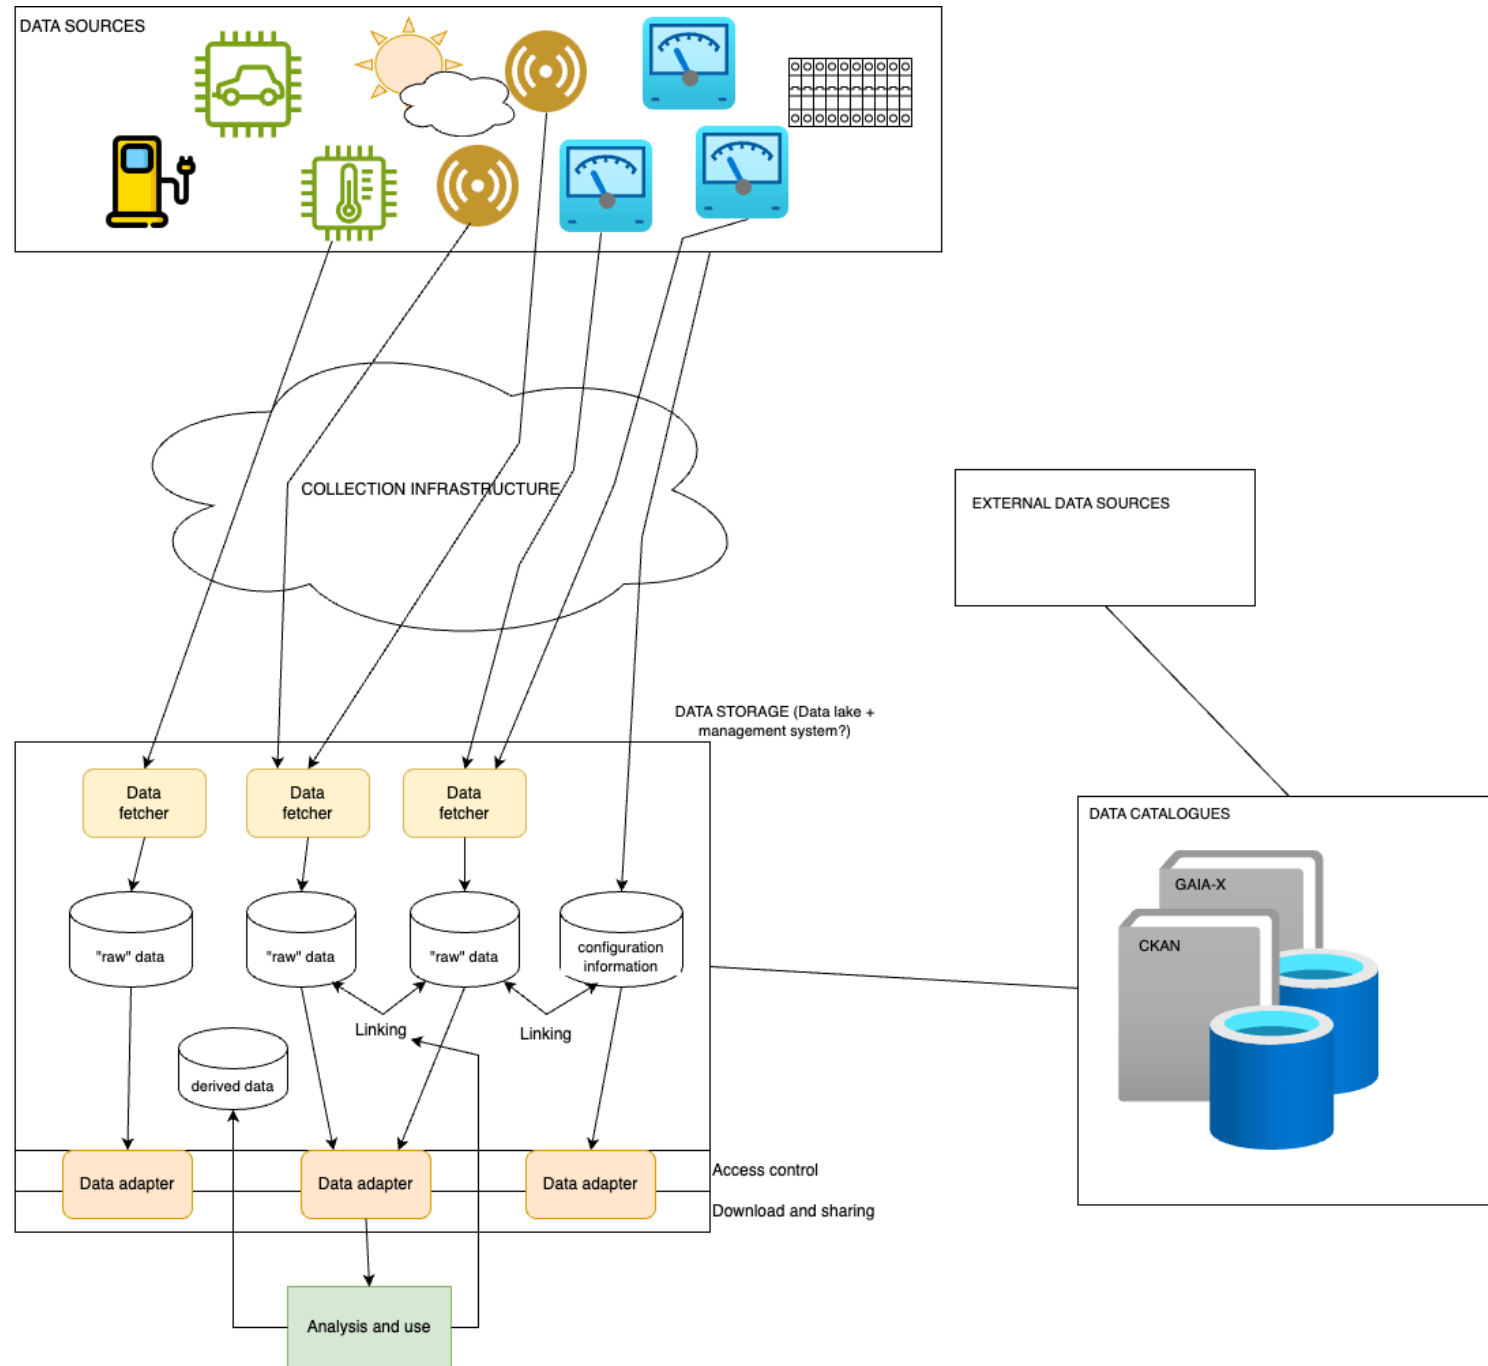 DATA SOURCES
COLLECTION INFRASTRUCTURE
EXTERNAL DATA SOURCES
DATA STORAGE (Data lake +
management system?)
Data
fetcher
Data
fetcher
Data
fetcher
DATA CATALOGUES
GAIA-X
CKAN
"raw" data
"raw" data
"raw" data
configuration
information
Linking
Linking
derived data
Data adapter
Data adapter
Data adapter
Access control
Download and sharing
Analysis and use